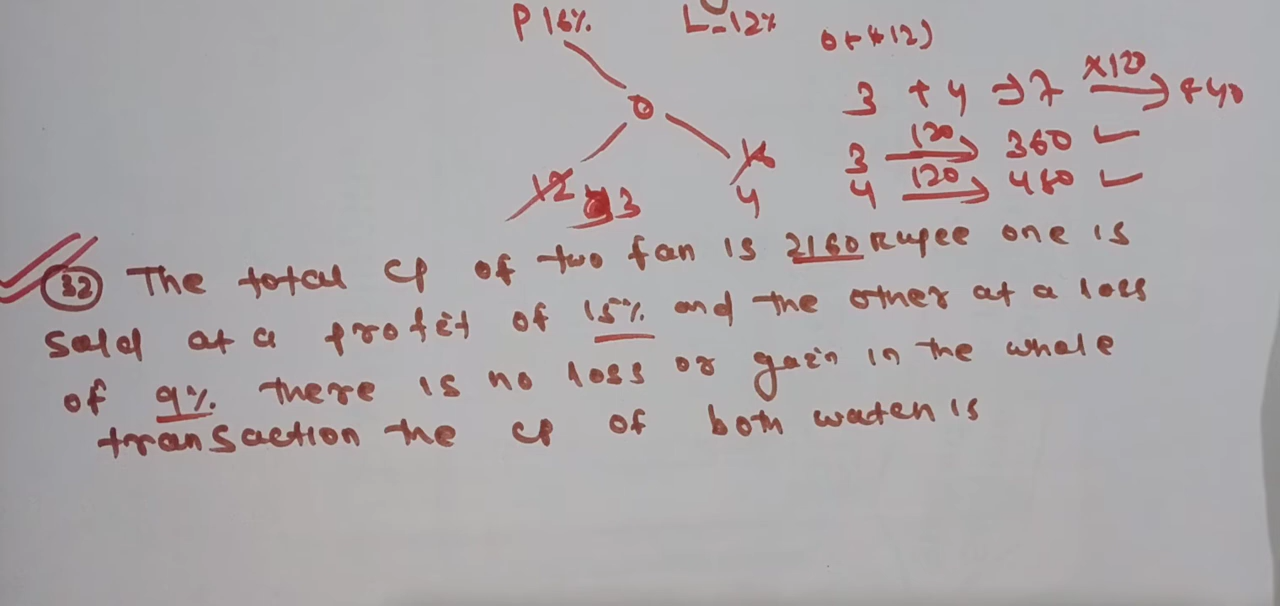 P 16% L-12%
3 + 4 → 7 ×120 → 840
0
3 120 → 360 ✓
12 3 16 4
4 120 → 480 ✓
32 The total CP of two fan is 2160 Rupee one is
Sold at a profit of 15% and the other at a loss
of 9% there is no loss or gain in the whole
transaction the CP of both watch is